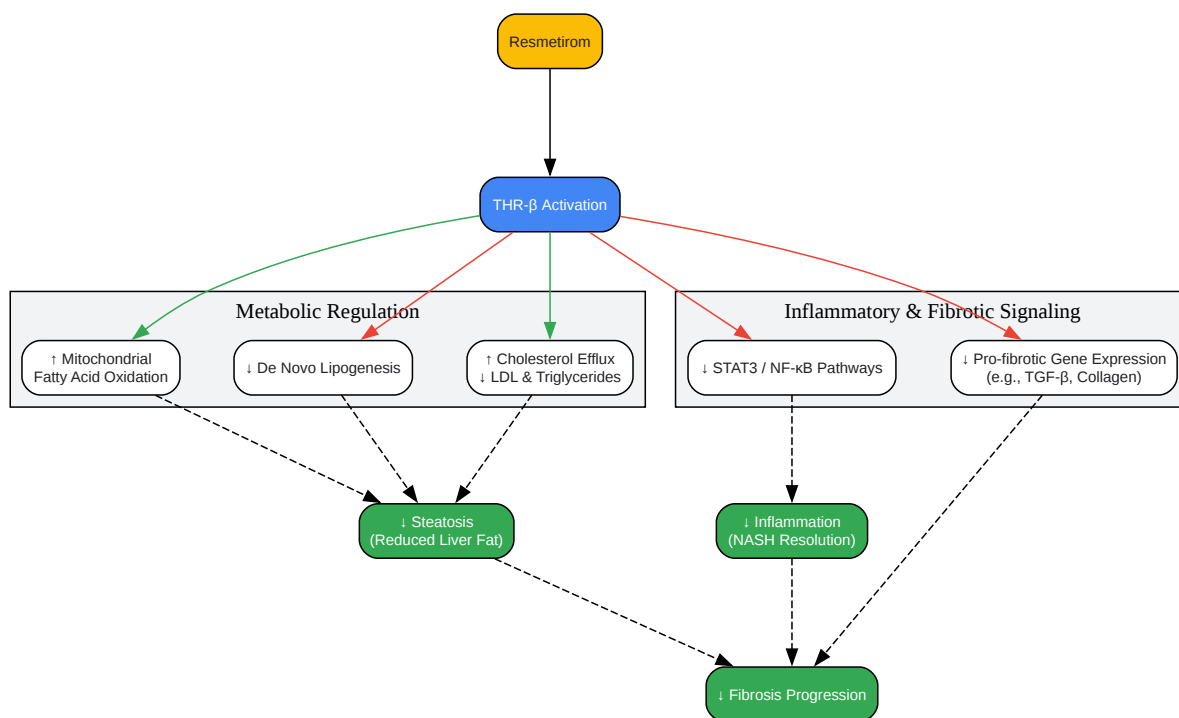 Resmetirom
THR-β Activation
Metabolic Regulation
Inflammatory & Fibrotic Signaling
↑ Mitochondrial
Fatty Acid Oxidation
↓ De Novo Lipogenesis
↑ Cholesterol Efflux
↓ LDL & Triglycerides
↓ STAT3 / NF-κB Pathways
↓ Pro-fibrotic Gene Expression
(e.g., TGF-β, Collagen)
↓ Steatosis
(Reduced Liver Fat)
↓ Inflammation
(NASH Resolution)
↓ Fibrosis Progression